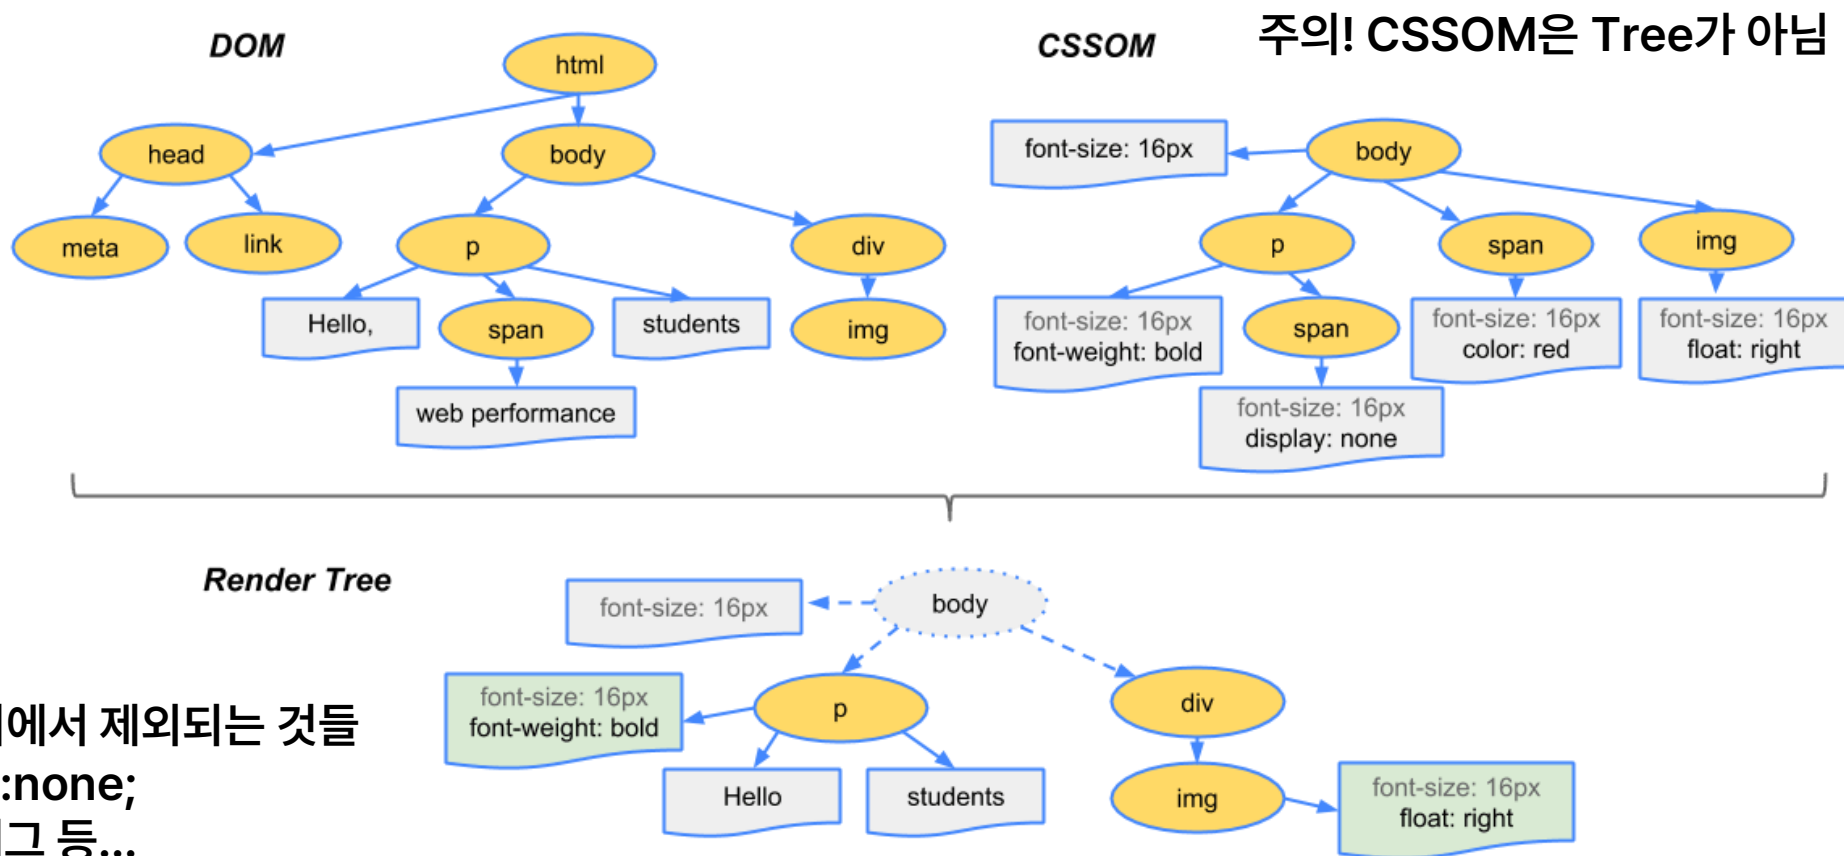 DOM
CSSOM
주의! CSSOM은 Tree가 아님
html
head
body
meta
link
p
div
Hello,
span
students
img
web performance
font-size: 16px
body
p
span
img
font-size: 16px
font-weight: bold
span
font-size: 16px
color: red
font-size: 16px
float: right
font-size: 16px
display: none
Render Tree
font-size: 16px
body
font-size: 16px
font-weight: bold
p
div
Hello
students
img
font-size: 16px
float: right
에서 제외되는 것들
:none;
등...